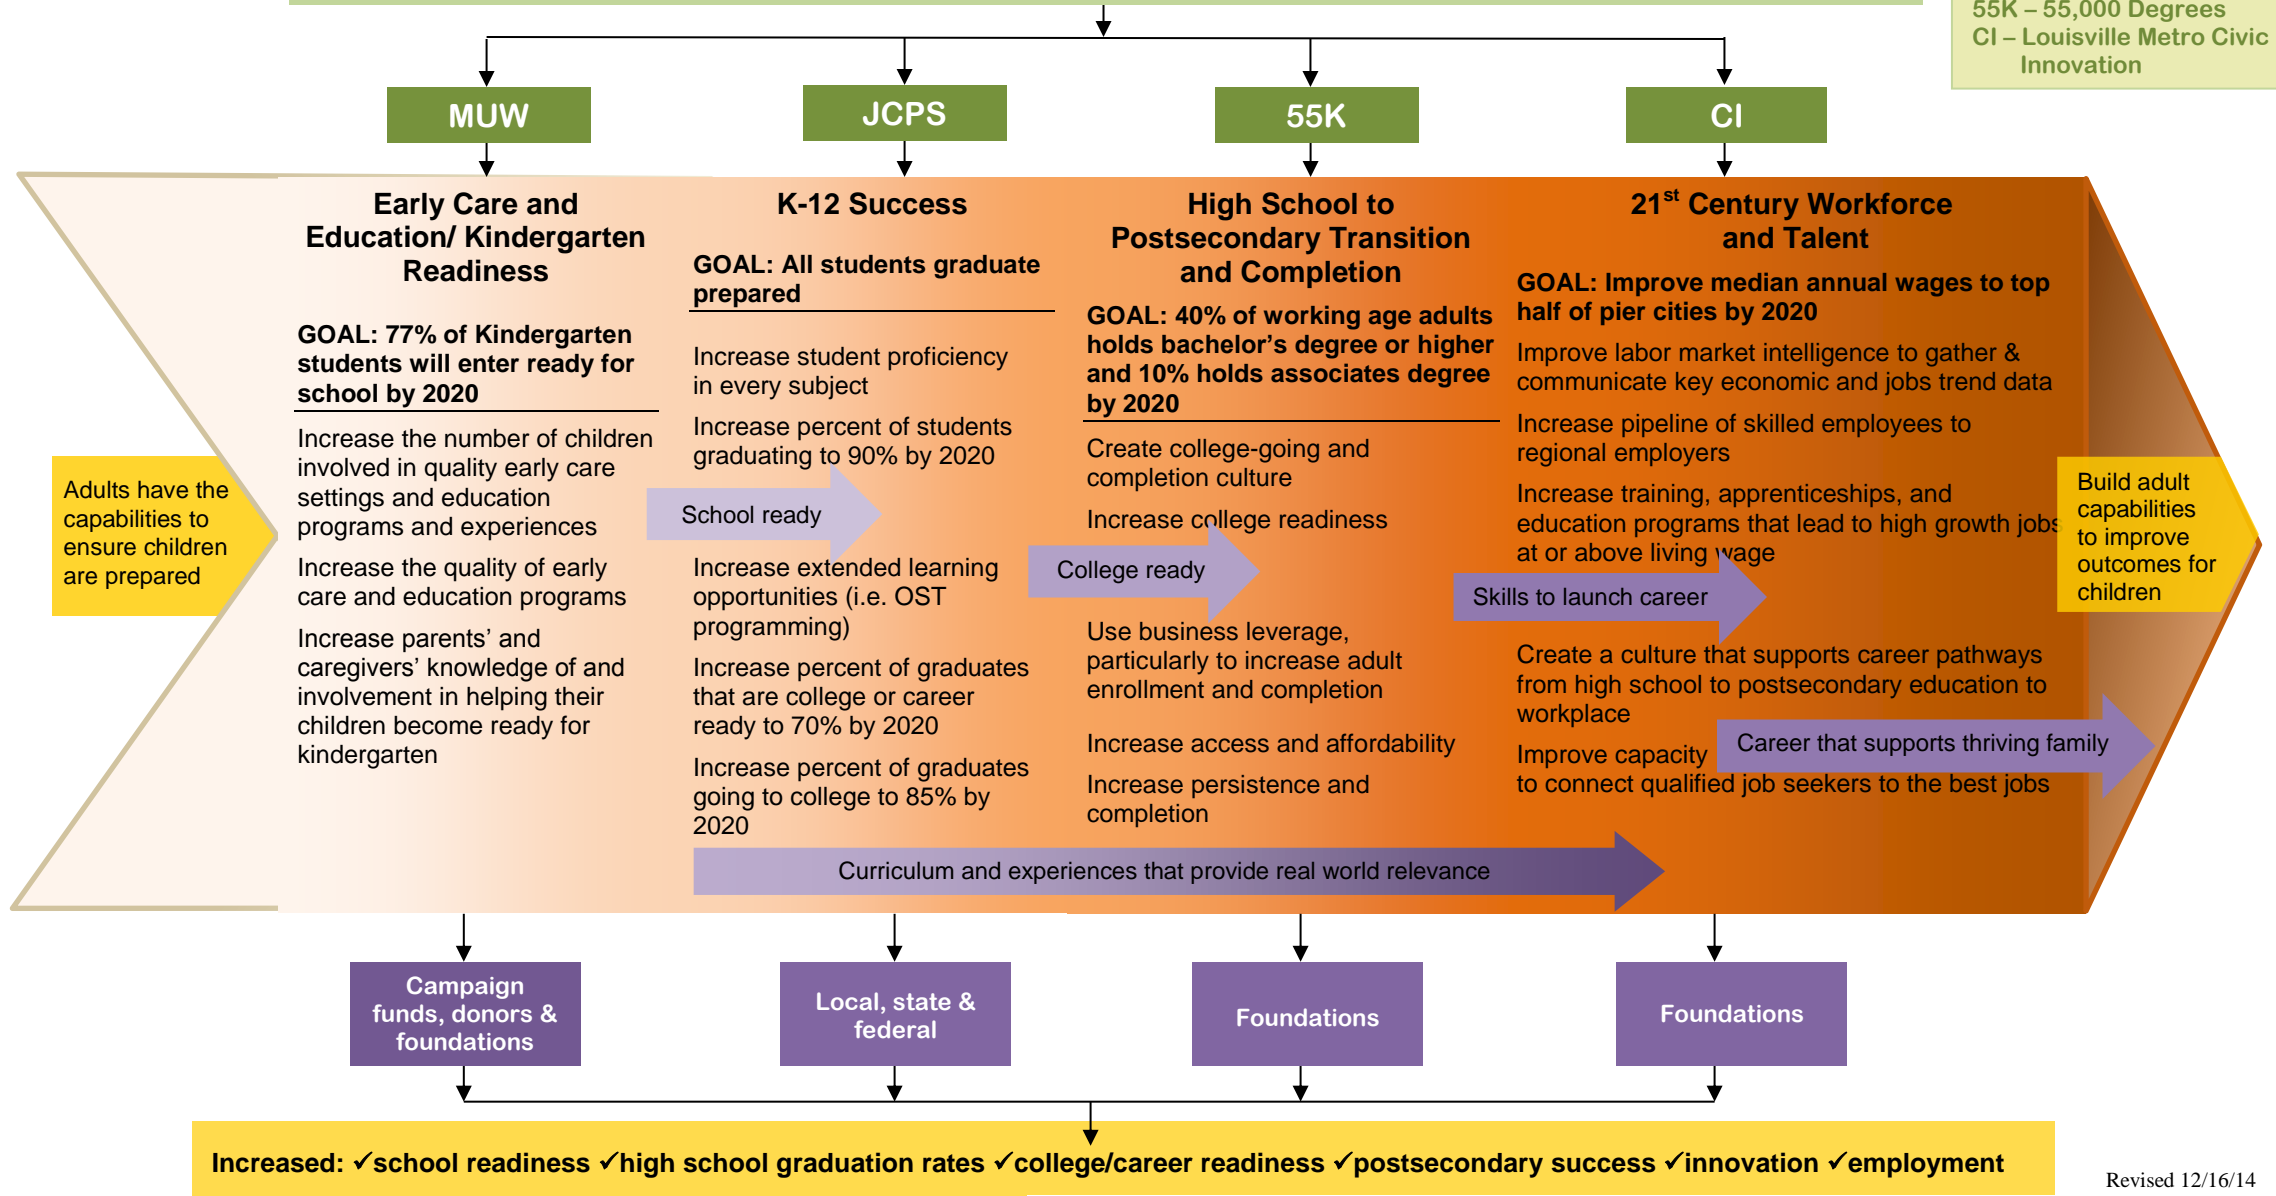 55K – 55,000 Degrees
CI – Louisville Metro Civic
Innovation
MUW
JCPS
55K
CI
Early Care and
Education/ Kindergarten
Readiness
GOAL: 77% of Kindergarten
students will enter ready for
school by 2020
Increase the number of children
involved in quality early care
settings and education
programs and experiences
Increase the quality of early
care and education programs
Increase parents’ and
caregivers’ knowledge of and
involvement in helping their
children become ready for
kindergarten
K-12 Success
GOAL: All students graduate
prepared
Increase student proficiency
in every subject
Increase percent of students
graduating to 90% by 2020
Increase extended learning
opportunities (i.e. OST
programming)
Increase percent of graduates
that are college or career
ready to 70% by 2020
Increase percent of graduates
going to college to 85% by
2020
High School to
Postsecondary Transition
and Completion
GOAL: 40% of working age adults
holds bachelor’s degree or higher
and 10% holds associates degree
by 2020
Create college-going and
completion culture
Increase college readiness
Use business leverage,
particularly to increase adult
enrollment and completion
Increase access and affordability
Increase persistence and
completion
21st Century Workforce
and Talent
GOAL: Improve median annual wages to top
half of pier cities by 2020
Improve labor market intelligence to gather &
communicate key economic and jobs trend data
Increase pipeline of skilled employees to
regional employers
Increase training, apprenticeships, and
education programs that lead to high growth jobs
at or above living wage
Create a culture that supports career pathways
from high school to postsecondary education to
workplace
Improve capacity
to connect qualified job seekers to the best jobs
Adults have the
capabilities to
ensure children
are prepared
School ready
College ready
Skills to launch career
Career that supports thriving family
Build adult
capabilities
to improve
outcomes for
children
Curriculum and experiences that provide real world relevance
Campaign
funds, donors &
foundations
Local, state &
federal
Foundations
Foundations
Increased: ✓school readiness ✓high school graduation rates ✓college/career readiness ✓postsecondary success ✓innovation ✓employment
Revised 12/16/14